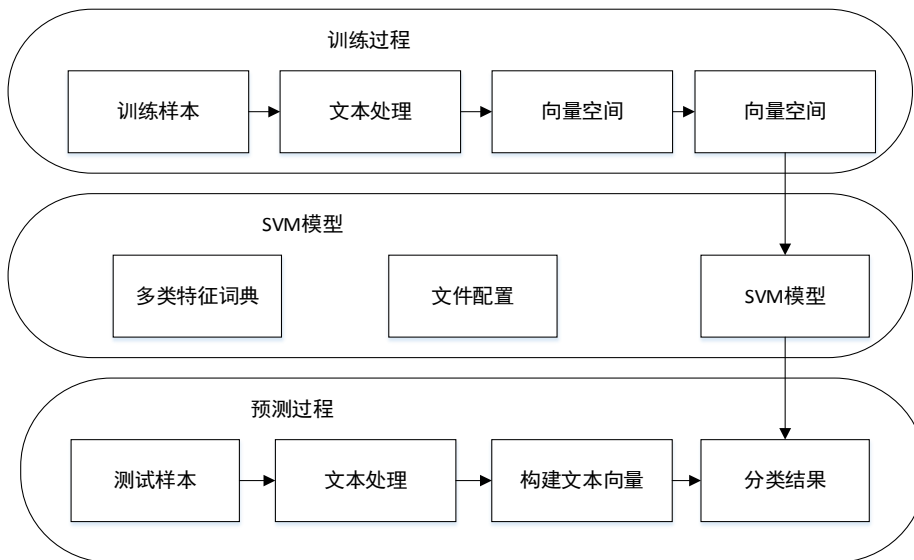 训练过程
训练样本
文本处理
向量空间
向量空间
SVM模型
多类特征词典
文件配置
SVM模型
预测过程
测试样本
文本处理
构建文本向量
分类结果